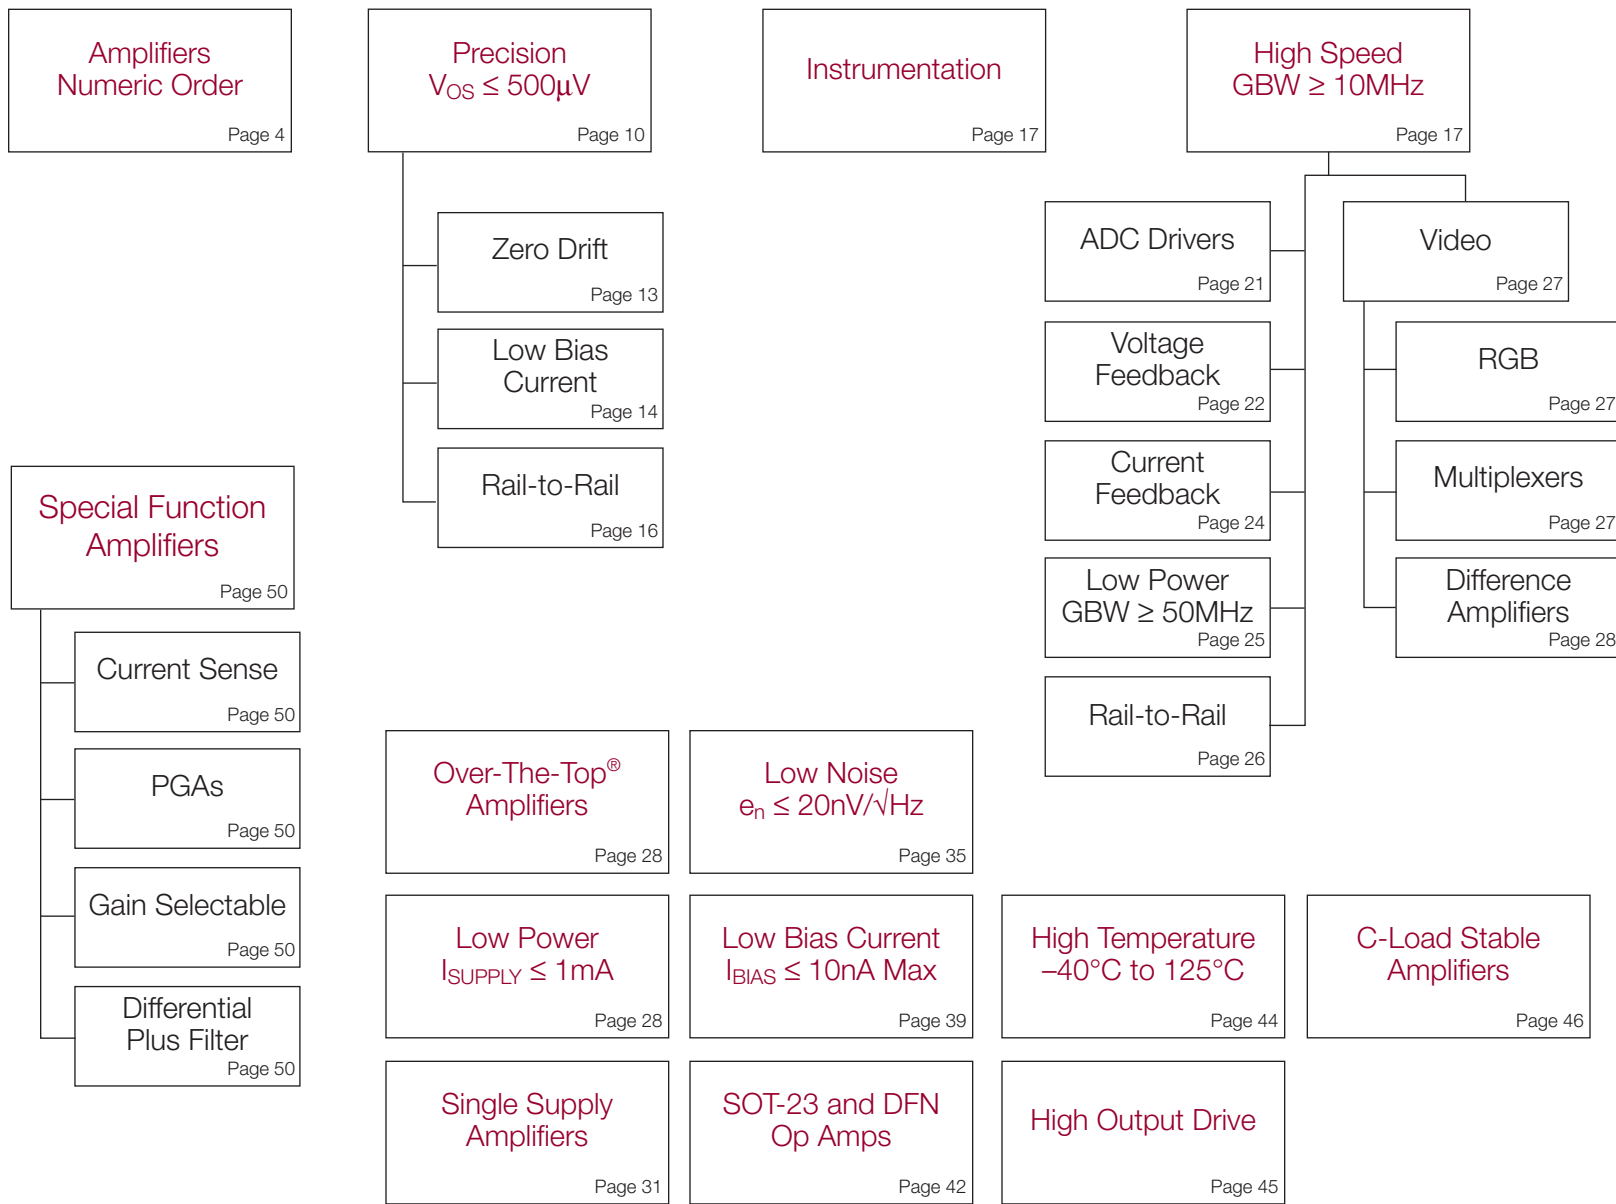 Amplifiers
Numeric Order
Page 4
Precision
VOS ≤ 500µV
Page 10
Instrumentation
Page 17
High Speed
GBW ≥ 10MHz
Page 17
Zero Drift
Page 13
Low Bias
Current
Page 14
Rail-to-Rail
Page 16
ADC Drivers
Page 21
Voltage
Feedback
Page 22
Current
Feedback
Page 24
Low Power
GBW ≥ 50MHz
Page 25
Rail-to-Rail
Page 26
Video
Page 27
RGB
Page 27
Multiplexers
Page 27
Difference
Amplifiers
Page 28
Special Function
Amplifiers
Page 50
Current Sense
Page 50
PGAs
Page 50
Gain Selectable
Page 50
Differential
Plus Filter
Page 50
Over-The-Top®
Amplifiers
Page 28
Low Noise
en ≤ 20nV/√Hz
Page 35
Low Power
ISUPPLY ≤ 1mA
Page 28
Low Bias Current
IBIAS ≤ 10nA Max
Page 39
High Temperature
–40°C to 125°C
Page 44
C-Load Stable
Amplifiers
Page 46
Single Supply
Amplifiers
Page 31
SOT-23 and DFN
Op Amps
Page 42
High Output Drive
Page 45